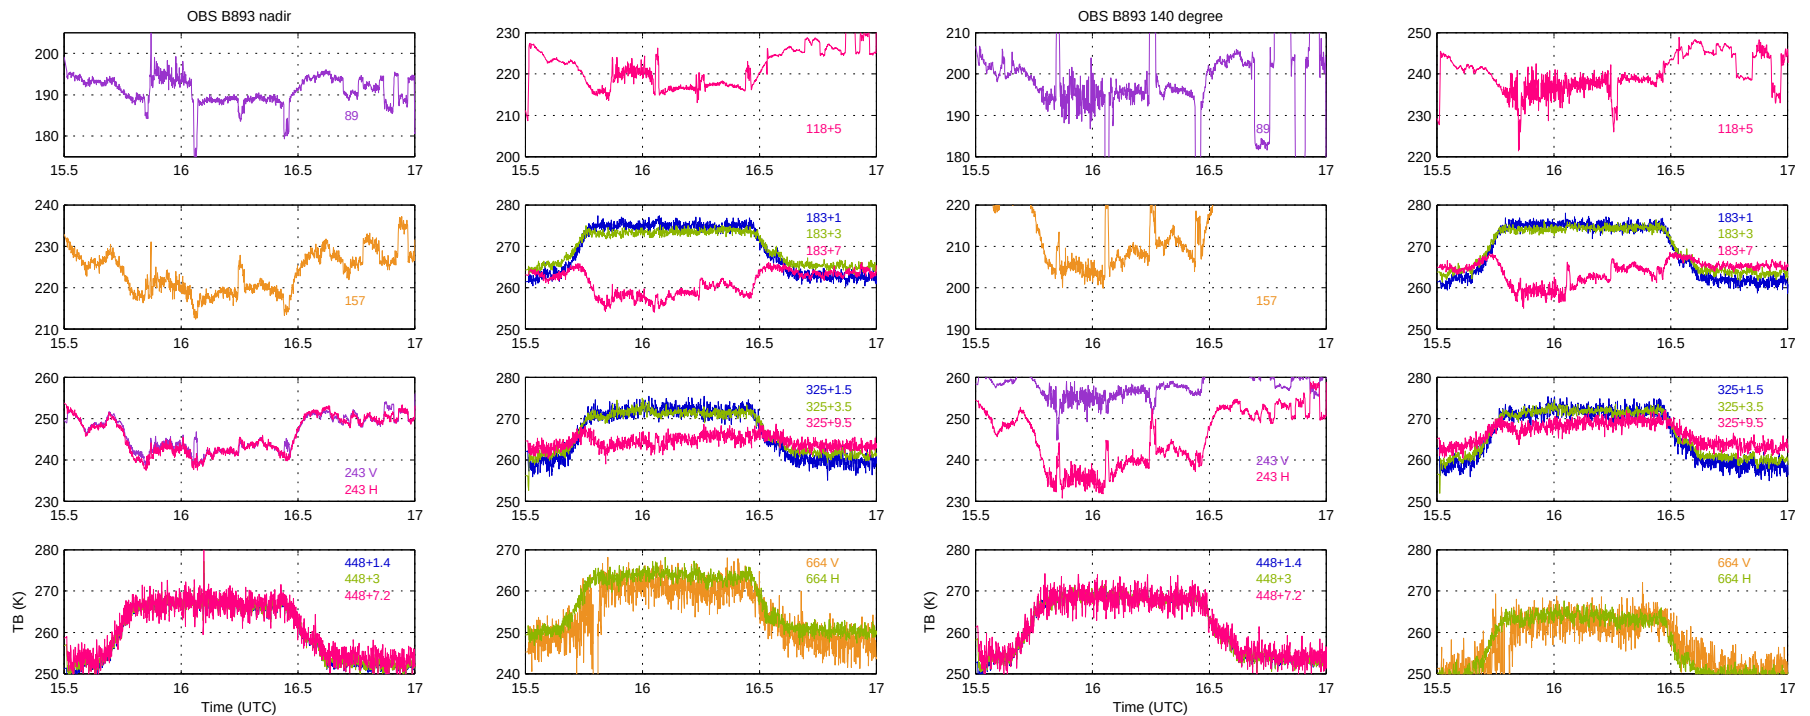 OBS B893 nadir
OBS B893 140 degree
205
200
190
180
15.5 16 16.5 17
89
230
220
210
200
15.5 16 16.5 17
118+5
210
200
190
180
15.5 16 16.5 17
89
250
240
230
220
15.5 16 16.5 17
118+5
240
230
220
210
15.5 16 16.5 17
157
280
270
260
250
15.5 16 16.5 17
183+1
183+3
183+7
220
210
200
190
15.5 16 16.5 17
157
280
270
260
250
15.5 16 16.5 17
183+1
183+3
183+7
260
250
240
230
15.5 16 16.5 17
243 V
243 H
280
270
260
250
15.5 16 16.5 17
325+1.5
325+3.5
325+9.5
260
250
240
230
15.5 16 16.5 17
243 V
243 H
280
270
260
250
15.5 16 16.5 17
325+1.5
325+3.5
325+9.5
TB (K)
280
270
260
250
15.5 16 16.5 17
Time (UTC)
448+1.4
448+3
448+7.2
270
260
250
240
15.5 16 16.5 17
664 V
664 H
TB (K)
280
270
260
250
15.5 16 16.5 17
Time (UTC)
448+1.4
448+3
448+7.2
280
270
260
250
15.5 16 16.5 17
664 V
664 H